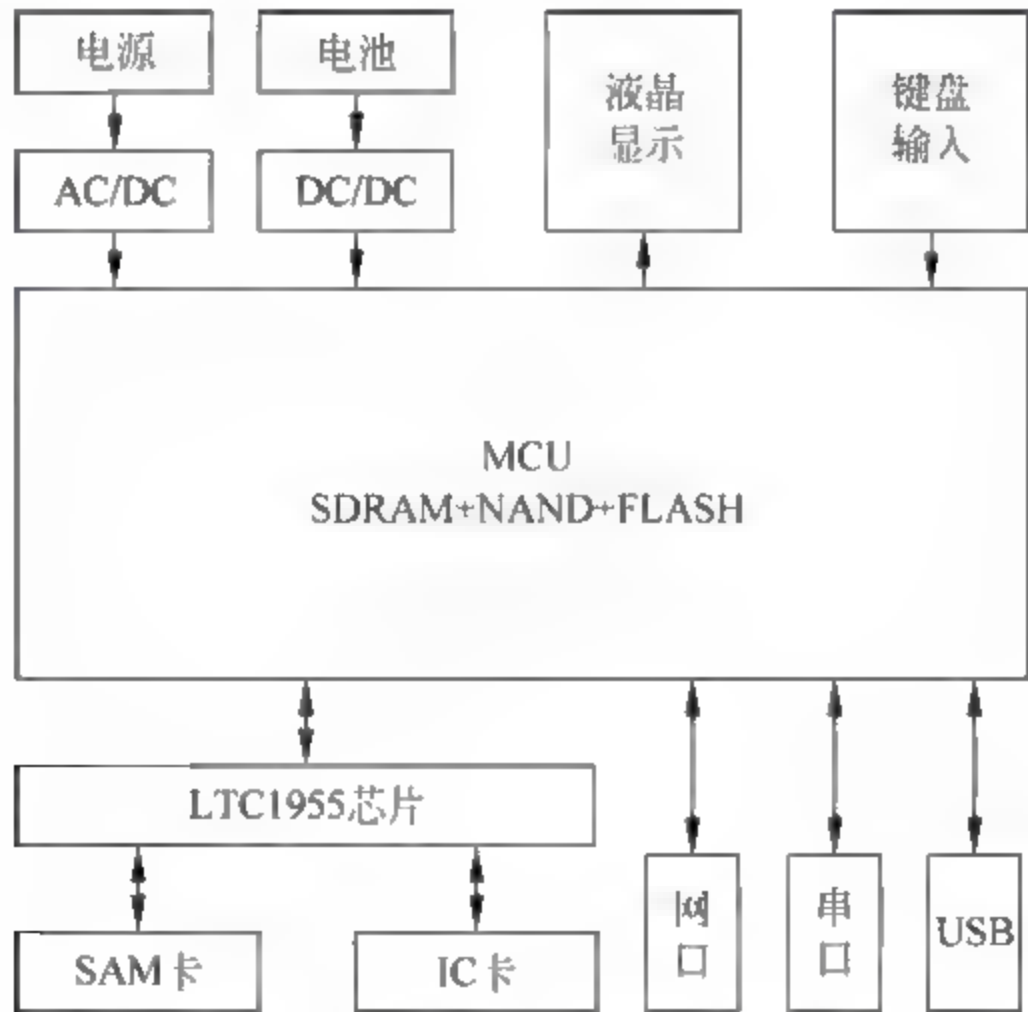 电源
电池
液晶
显示
键盘
输入
AC/DC
DC/DC
MCU
SDRAM+NAND+FLASH
LTC1955芯片
网
口
串
口
USB
SAM卡
IC卡